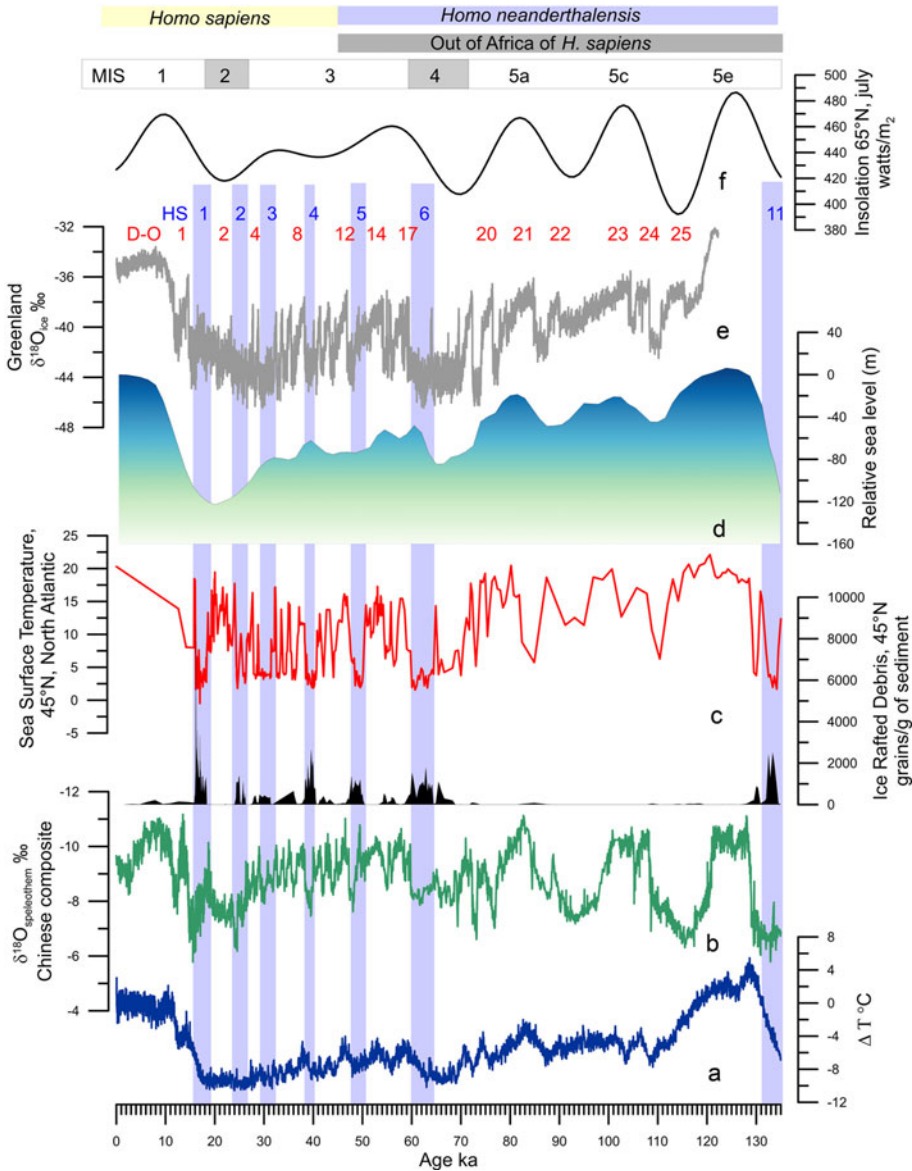 Homo sapiens Homo neanderthalensis
Out of Africa of H. sapiens
MIS 1 2 3 4 5a 5c 5e
500
480
460
440
420
400
380
Insolation 65°N, july
watts/m2
f
HS 1 2 3 4 5 6 11
D-O 1 2 4 8 12 14 17 20 21 22 23 24 25
-32
-36
-40
-44
-48
Greenland
δ18Oice ‰
e
40
0
-40
-80
-120
-160
Relative sea level (m)
d
25
20
15
10
5
0
-5
Sea Surface Temperature,
45°N, North Atlantic
c
10000
8000
6000
4000
2000
0
Ice Rafted Debris, 45°N
grains/g of sediment
-12
-10
-8
-6
-4
δ18Ospeleothem ‰
Chinese composite
b
8
4
0
-4
-8
-12
Δ T °C
a
0 10 20 30 40 50 60 70 80 90 100 110 120 130
Age ka